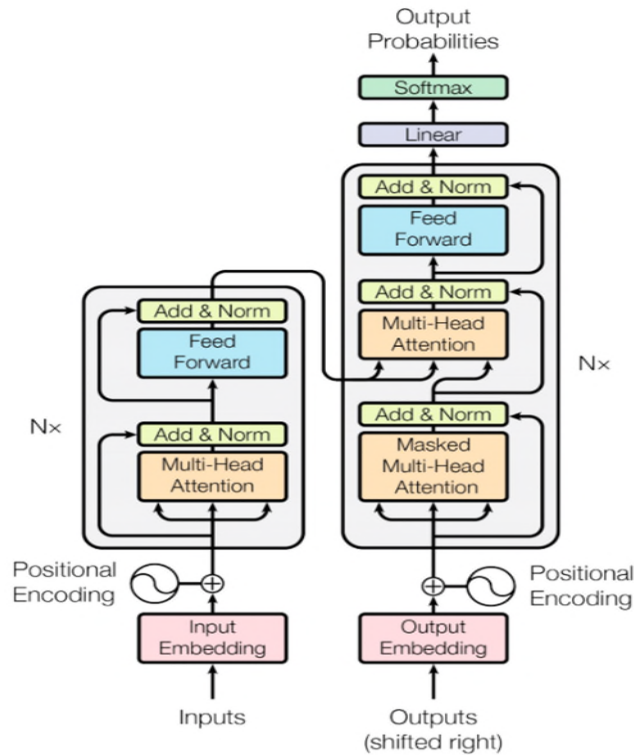 Output
Probabilities
Softmax
Linear
Add & Norm
Feed
Forward
Add & Norm
Multi-Head
Attention
Add & Norm
Masked
Multi-Head
Attention
N×
Add & Norm
Feed
Forward
Add & Norm
Multi-Head
Attention
N×
Positional
Encoding
Positional
Encoding
Input
Embedding
Output
Embedding
Inputs
Outputs
(shifted right)